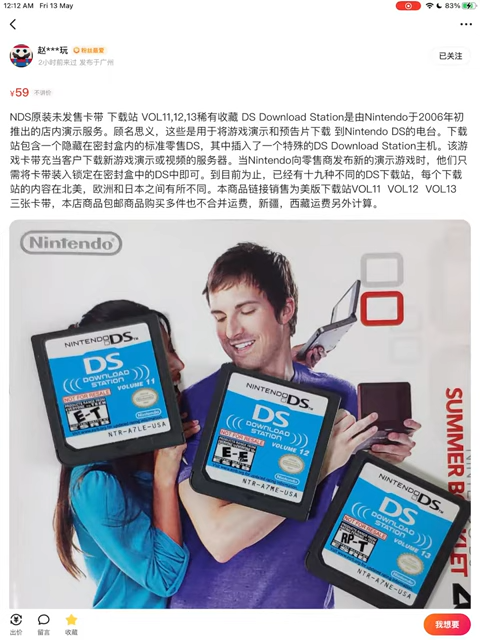 12:12 AM Fri 13 May
83%
赵***玩 粉丝最爱
2小时前来过 发布于广州
已关注
¥59 不讲价
NDS原装未发售卡带 下载站 VOL11,12,13稀有收藏 DS Download Station是由Nintendo于2006年初
推出的店内演示服务。顾名思义，这些是用于将游戏演示和预告片下载 到Nintendo DS的电台。下载
站包含一个隐藏在密封盒内的标准零售DS，其中插入了一个特殊的DS Download Station主机。该游
戏卡带充当客户下载新游戏演示或视频的服务器。当Nintendo向零售商发布新的演示游戏时，他们只
需将卡带装入锁定在密封盒中的DS中即可。到目前为止，已经有十九种不同的DS下载站，每个下载
站的内容在北美，欧洲和日本之间有所不同。本商品链接销售为美版下载站VOL11 VOL12 VOL13
三张卡带，本店商品包邮商品购买多件也不合并运费，新疆，西藏运费另外计算。
Nintendo
NINTENDO DS
DS
DOWNLOAD
STATION
VOLUME 11
NOT FOR RESALE
E-T
Nintendo
NTR-A7LE-USA
NINTENDO DS
DS
DOWNLOAD
STATION
VOLUME 12
NOT FOR RESALE
E-E
Nintendo
NTR-A7ME-USA
NINTENDO DS
DS
DOWNLOAD
STATION
VOLUME 13
NOT FOR RESALE
RP-T
Nintendo
NTR-A7NE-USA
SUMMER B
KLET
出价
留言
收藏
我想要